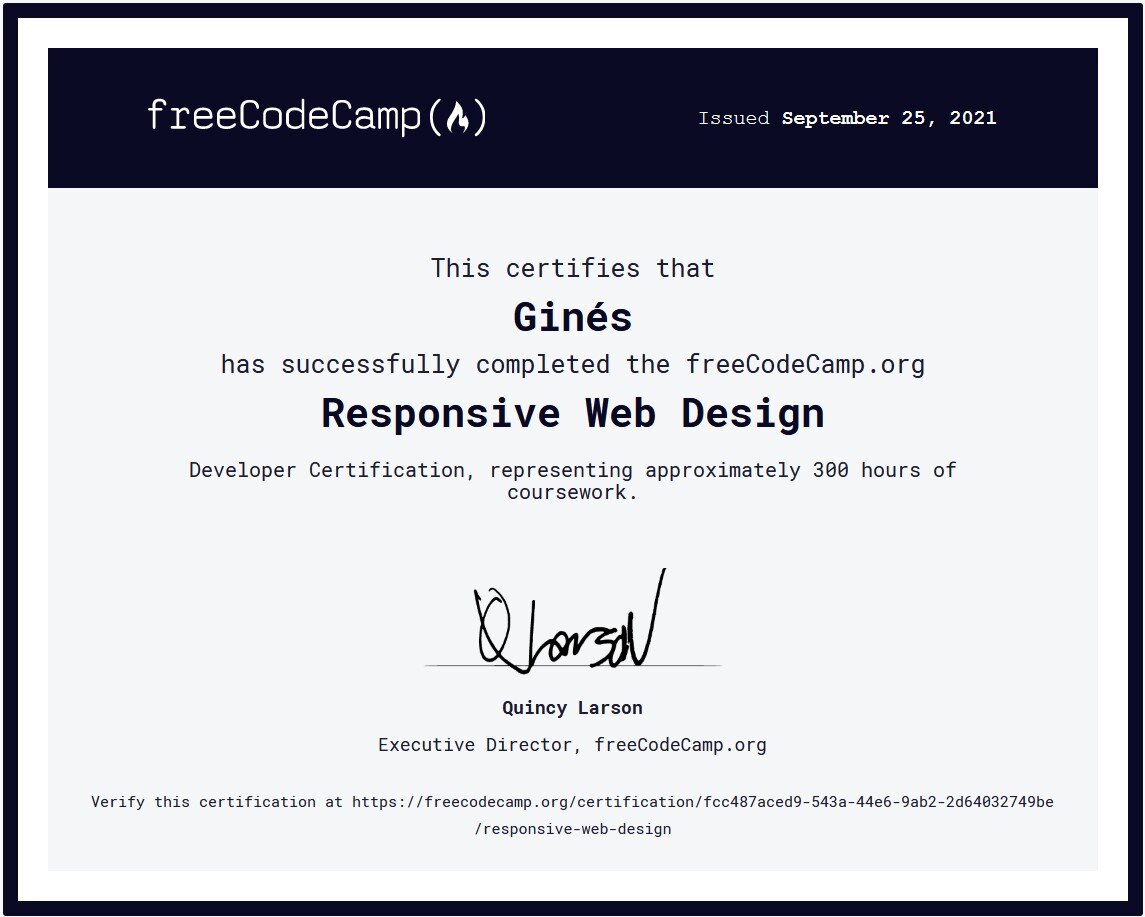 freeCodeCamp(🔥)
Issued September 25, 2021
This certifies that
Ginés
has successfully completed the freeCodeCamp.org
Responsive Web Design
Developer Certification, representing approximately 300 hours of
coursework.
Q Larson
Quincy Larson
Executive Director, freeCodeCamp.org
Verify this certification at https://freecodecamp.org/certification/fcc487aced9-543a-44e6-9ab2-2d64032749be
/responsive-web-design